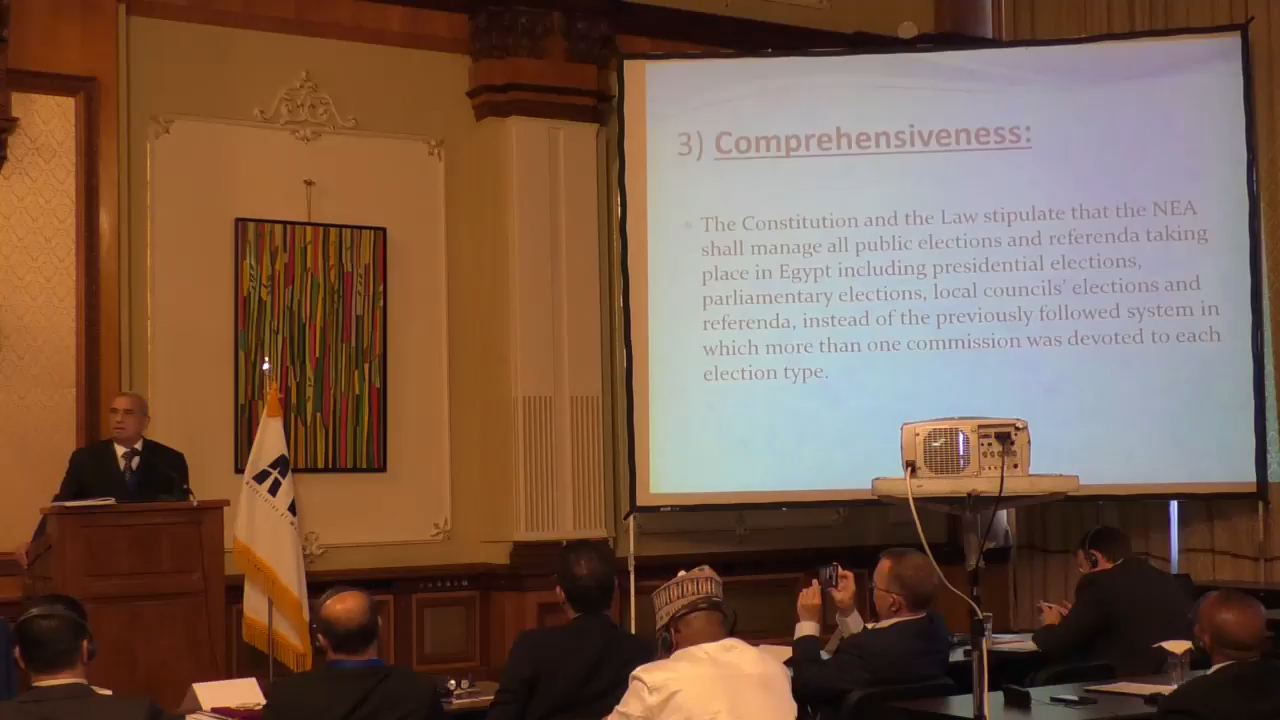 3) Comprehensiveness:
The Constitution and the Law stipulate that the NEA
shall manage all public elections and referenda taking
place in Egypt including presidential elections,
parliamentary elections, local councils' elections and
referenda, instead of the previously followed system in
which more than one commission was devoted to each
election type.